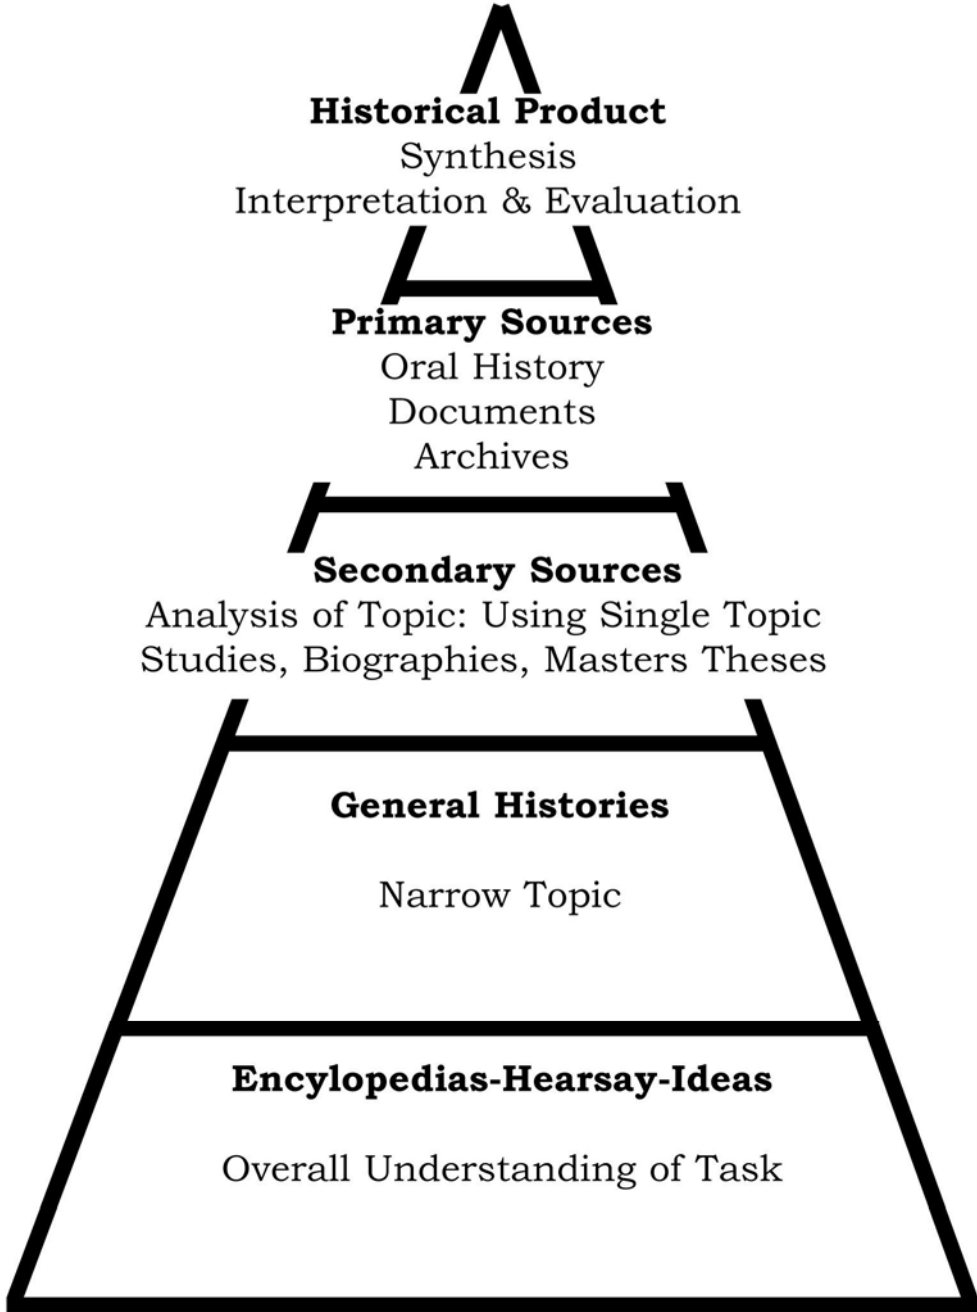 Historical Product
Synthesis
Interpretation & Evaluation
Primary Sources
Oral History
Documents
Archives
Secondary Sources
Analysis of Topic: Using Single Topic
Studies, Biographies, Masters Theses
General Histories
Narrow Topic
Encylopedias-Hearsay-Ideas
Overall Understanding of Task